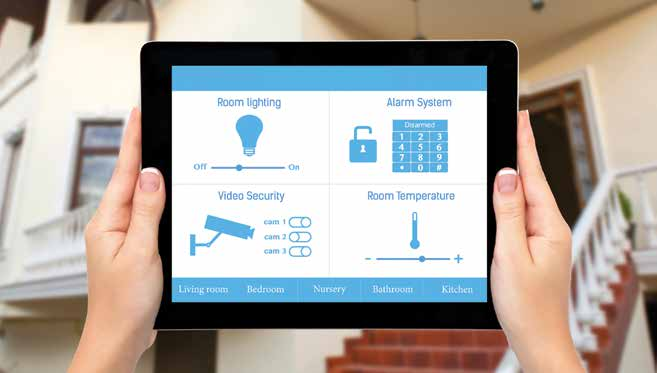 Room lighting
Off On
Alarm System
Disarmed
1 2 3
4 5 6
7 8 9
* 0 #
Video Security
cam 1
cam 2
cam 3
Room Temperature
- +
Living room Bedroom Nursery Bathroom Kitchen